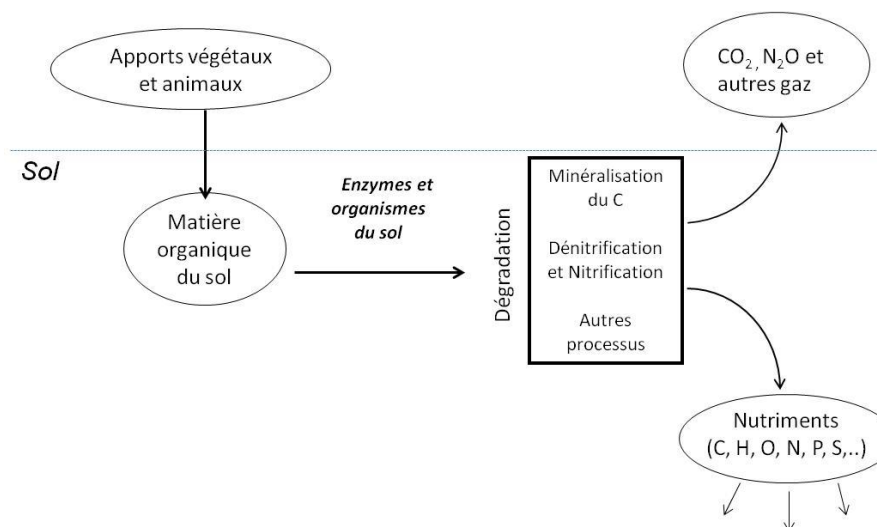 Apports végétaux
et animaux
CO₂, N₂O et
autres gaz
Sol
Matière
organique
du sol
Enzymes et
organismes
du sol
Dégradation
Minéralisation
du C
Dénitrification
et Nitrification
Autres
processus
Nutriments
(C, H, O, N, P, S,..)